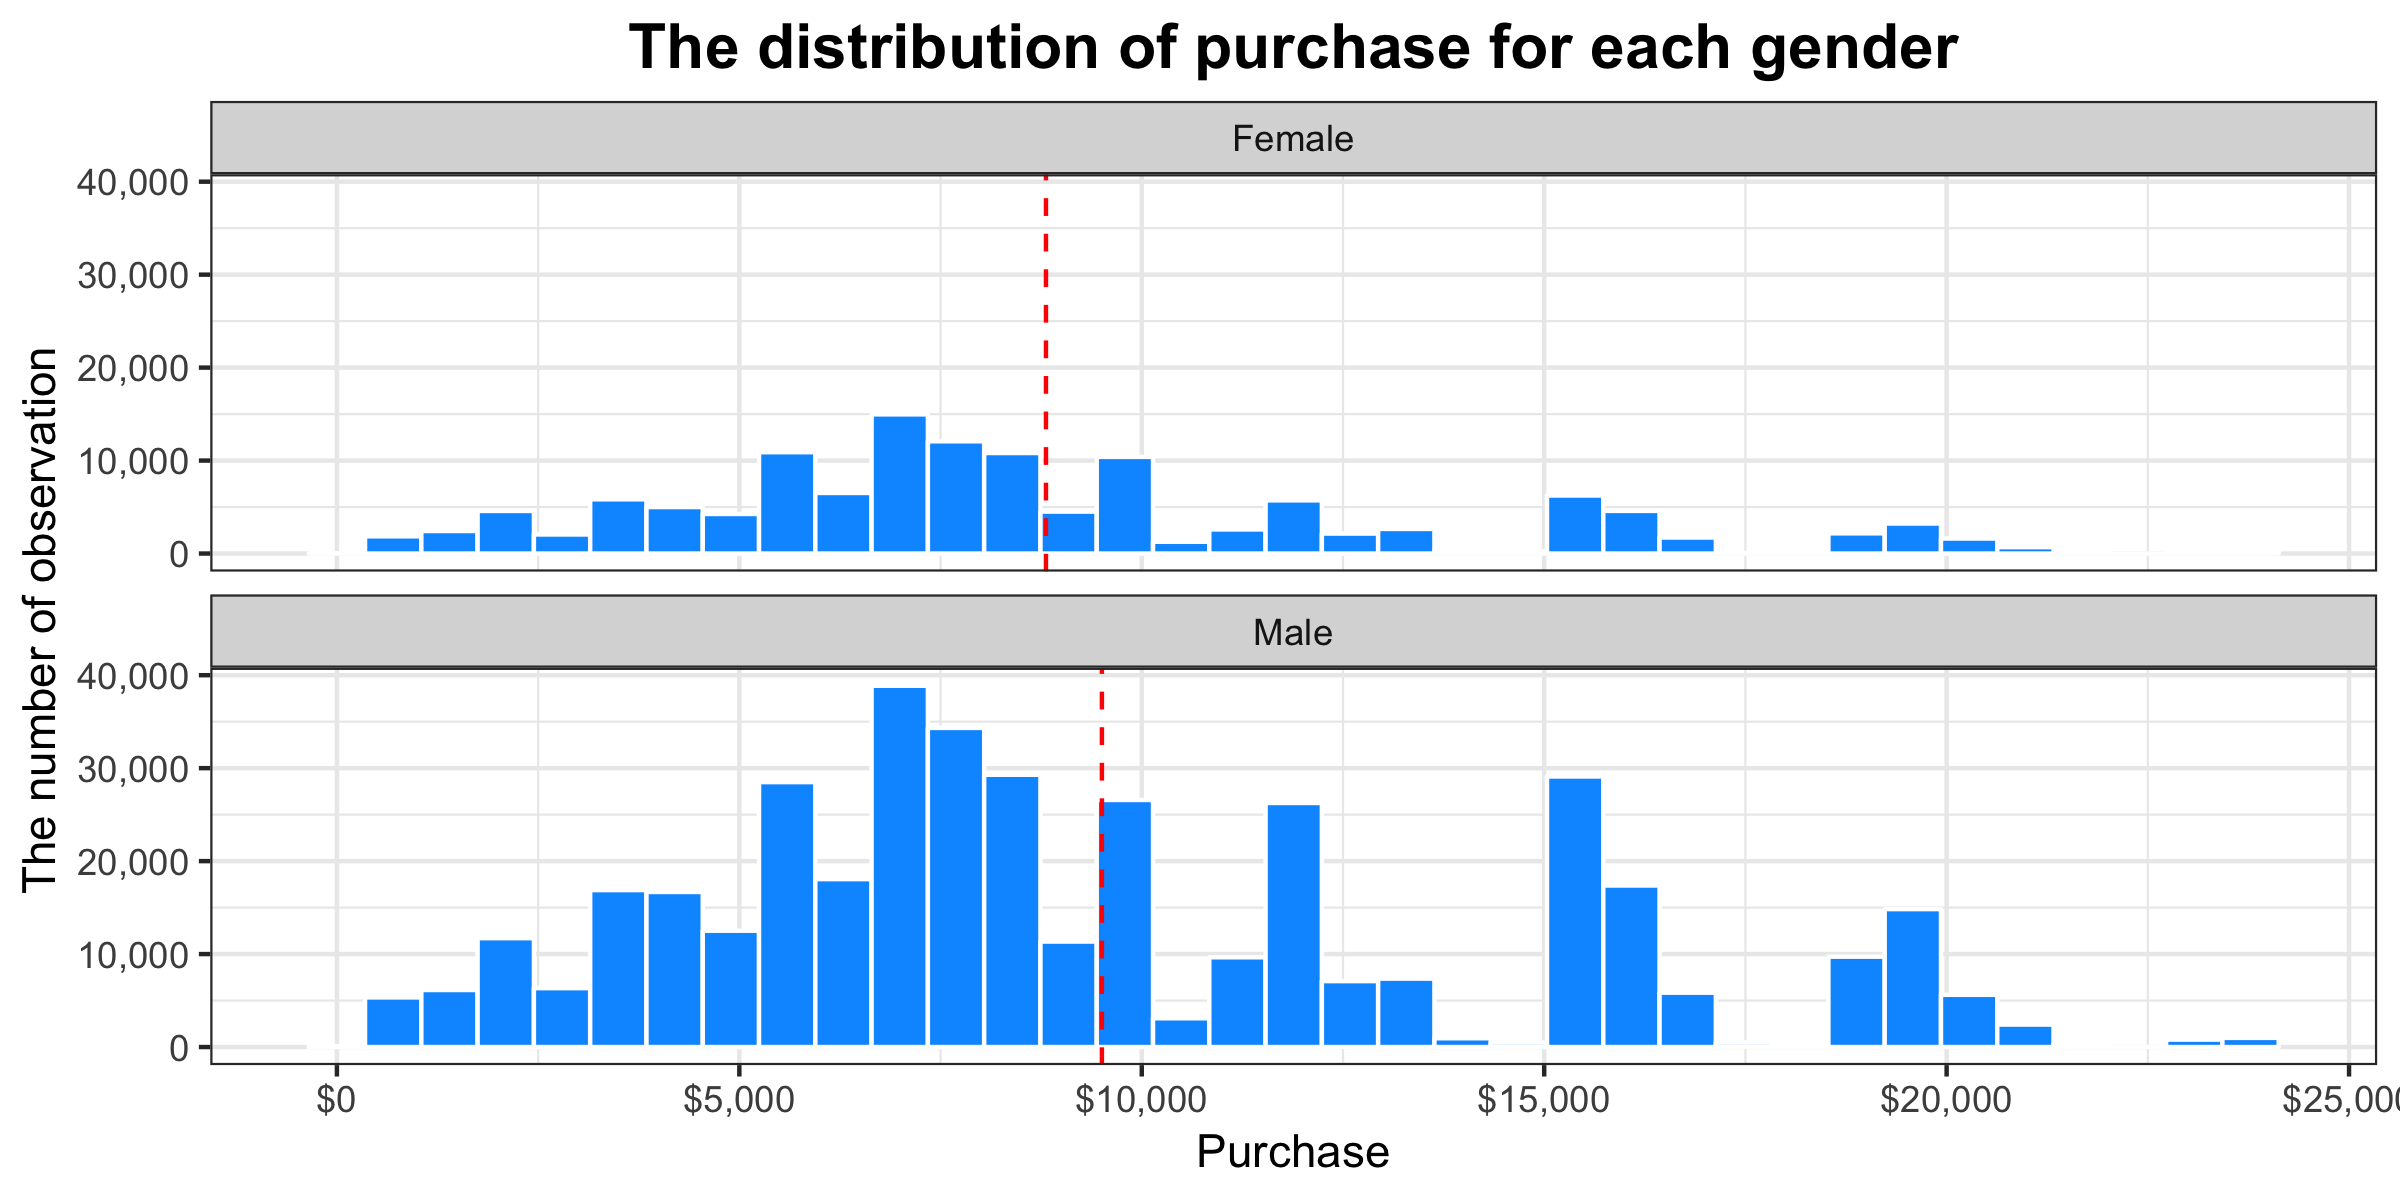 The distribution of purchase for each gender
Female
40,000
30,000
20,000
10,000
0
The number of observation
Male
40,000
30,000
20,000
10,000
0
$0 $5,000 $10,000 $15,000 $20,000 $25,00
Purchase